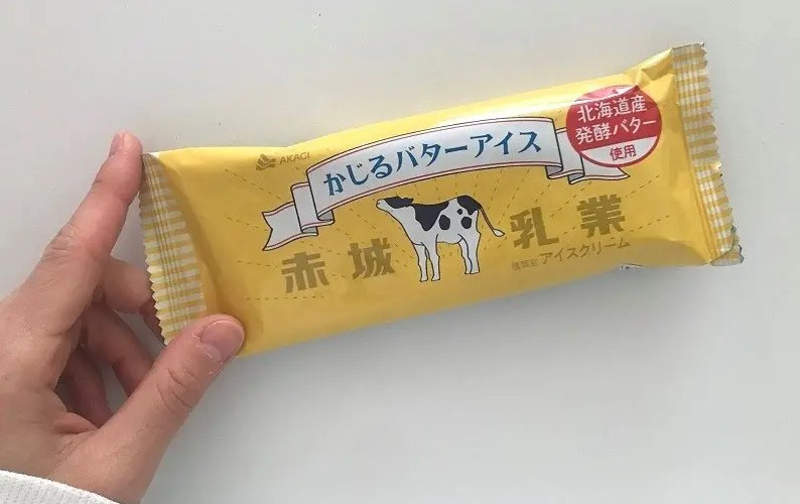 AKAGI
かじるバターアイス
北海道産
発酵バター
使用
赤城 乳業
種類別 アイスクリーム